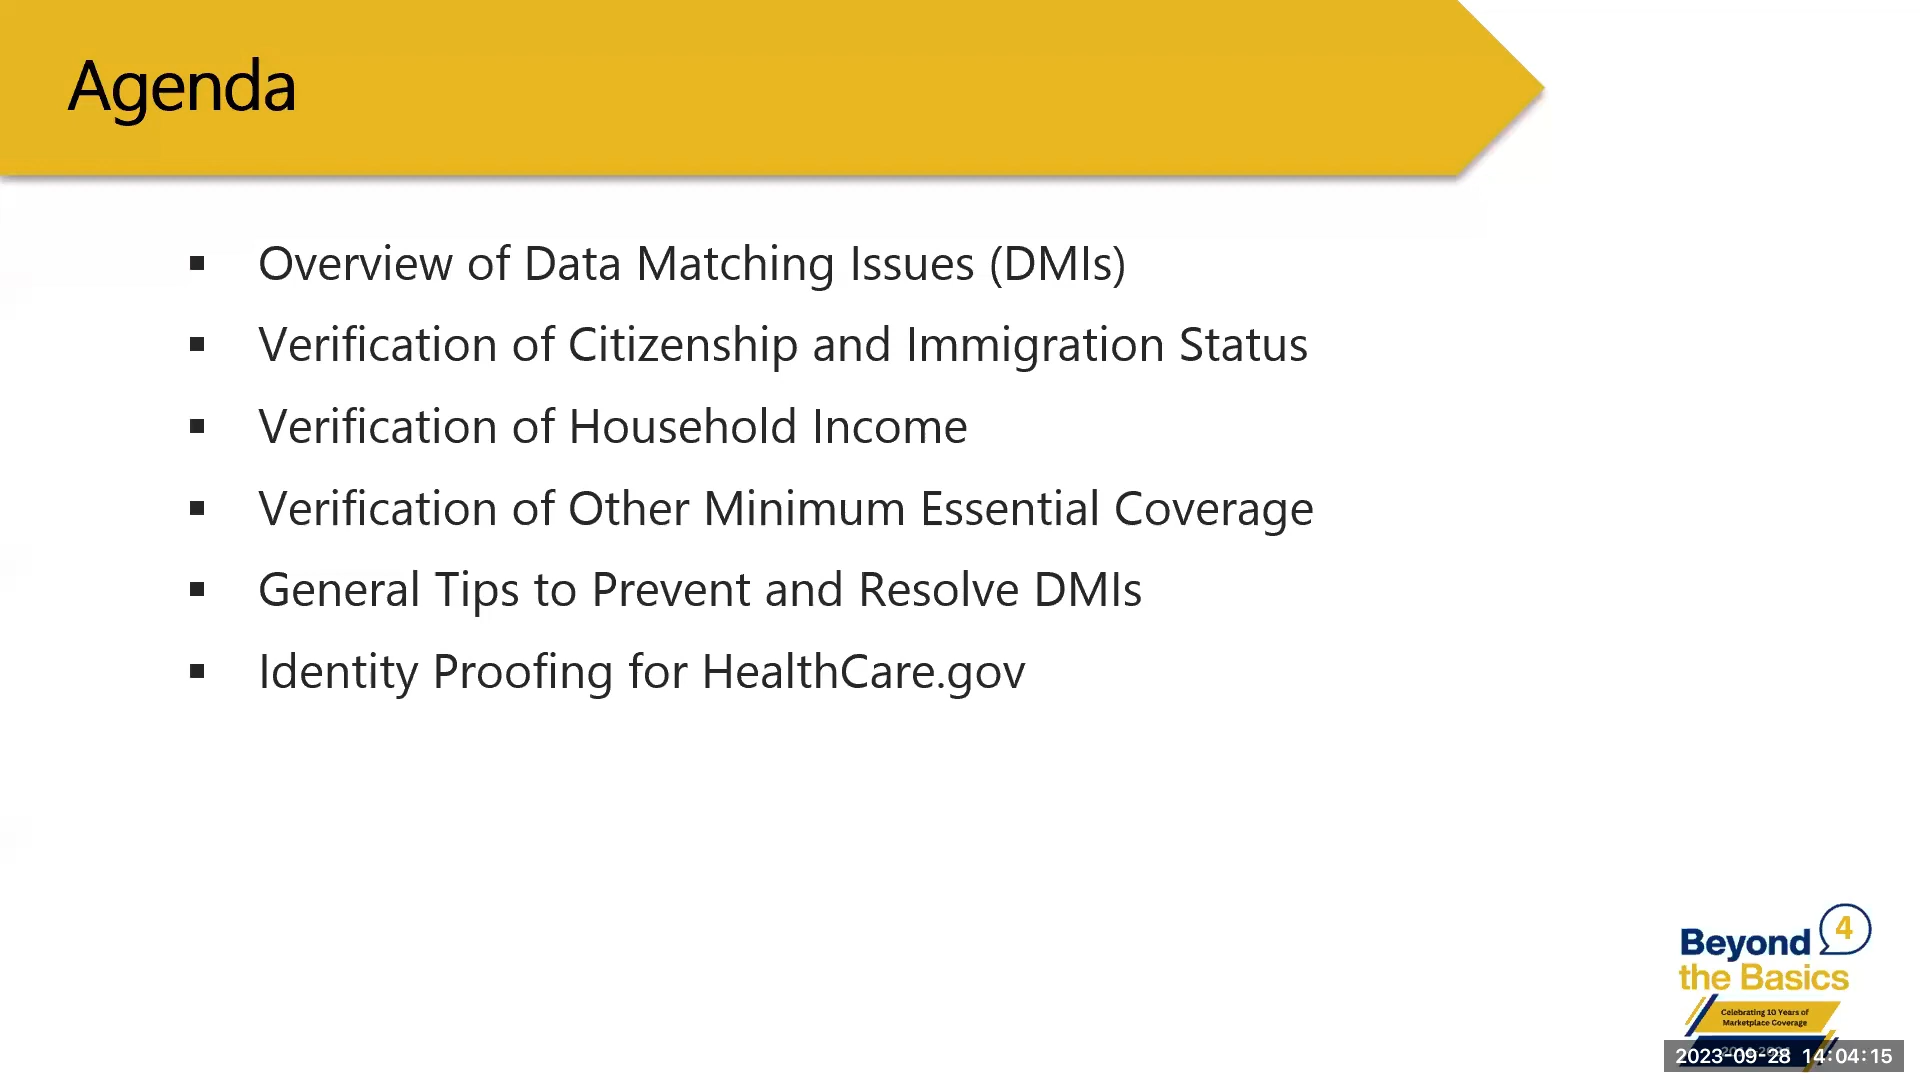 Agenda
▪ Overview of Data Matching Issues (DMIs)
▪ Verification of Citizenship and Immigration Status
▪ Verification of Household Income
▪ Verification of Other Minimum Essential Coverage
▪ General Tips to Prevent and Resolve DMIs
▪ Identity Proofing for HealthCare.gov
4
Beyond
the Basics
Celebrating 10 Years of
Marketplace Coverage
2023-09-28 14:04:15